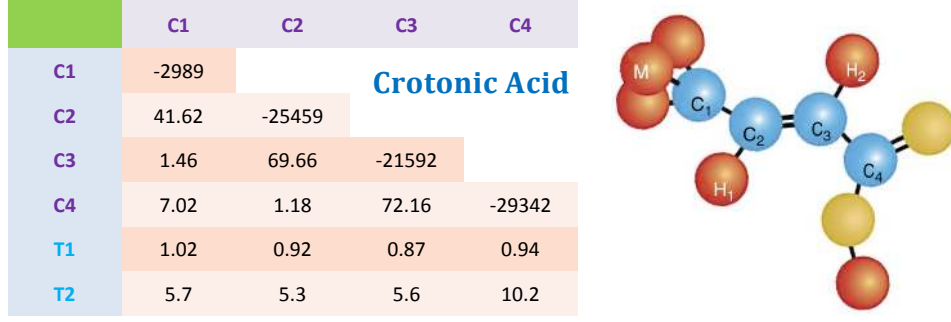 C1 C2 C3 C4
C1 -2989
Crotonic Acid
C2 41.62 -25459
C3 1.46 69.66 -21592
C4 7.02 1.18 72.16 -29342
T1 1.02 0.92 0.87 0.94
T2 5.7 5.3 5.6 10.2
M
H2
C1
C2
C3
C4
H1